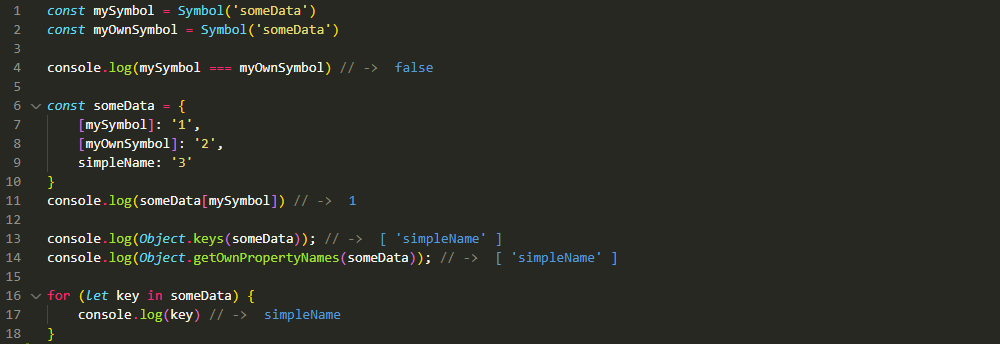 1 const mySymbol = Symbol('someData')
2 const myOwnSymbol = Symbol('someData')
3
4 console.log(mySymbol === myOwnSymbol) // -> false
5
6 const someData = {
7     [mySymbol]: '1',
8     [myOwnSymbol]: '2',
9     simpleName: '3'
10 }
11 console.log(someData[mySymbol]) // -> 1
12
13 console.log(Object.keys(someData)); // -> [ 'simpleName' ]
14 console.log(Object.getOwnPropertyNames(someData)); // -> [ 'simpleName' ]
15
16 for (let key in someData) {
17     console.log(key) // -> simpleName
18 }